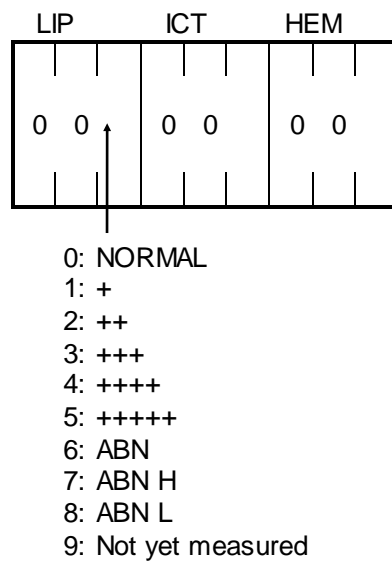 LIP ICT HEM
0 0 0 0 0 0
0: NORMAL
1: +
2: ++
3: +++
4: ++++
5: +++++
6: ABN
7: ABN H
8: ABN L
9: Not yet measured